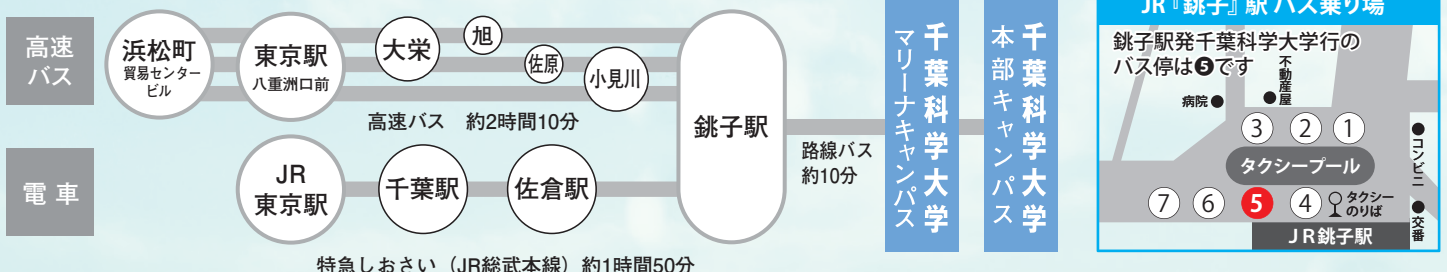 高速
バス
浜松町
貿易センター
ビル
東京駅
八重洲口前
大栄
旭
佐原
小見川
高速バス　約2時間10分
電車
JR
東京駅
千葉駅
佐倉駅
特急しおさい（JR総武本線）約1時間50分
銚子駅
路線バス
約10分
千葉科学大学
マリーナキャンパス
千葉科学大学
本部キャンパス
JR『銚子』駅 バス乗り場
銚子駅発千葉科学大学行の
バス停は❺です
不動産屋
病院
③
②
①
タクシープール
コンビニ
⑦
⑥
5
④
タクシー
のりば
交番
JR銚子駅